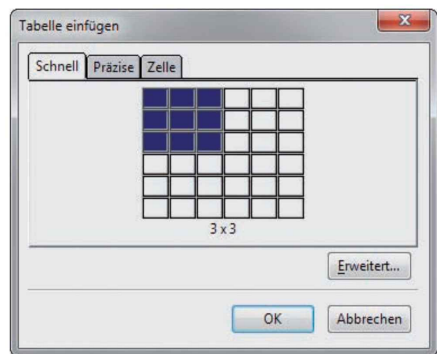 Tabelle einfügen
Schnell Präzise Zelle
3 x 3
Erweitert...
OK Abbrechen